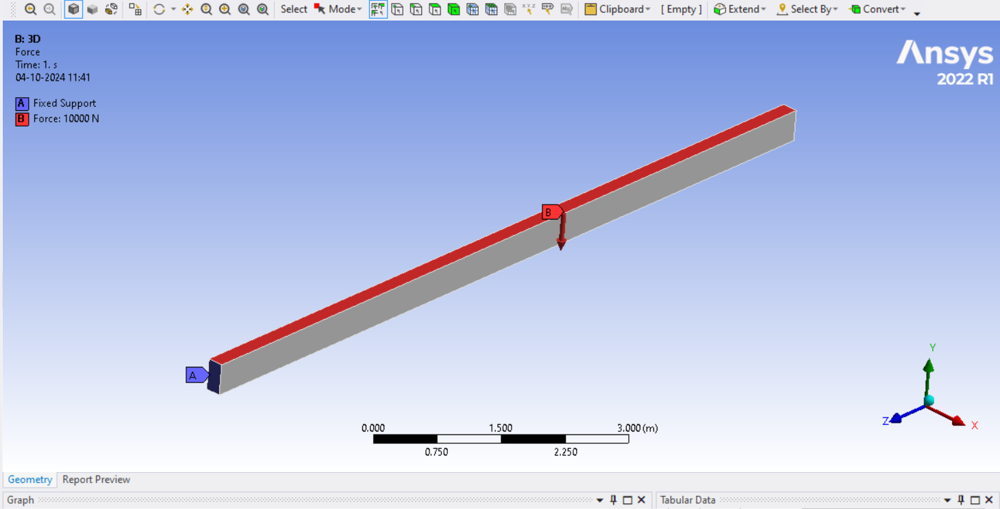 Select Mode Clipboard [ Empty ] Extend Select By Convert
B: 3D
Force
Time: 1. s
04-10-2024 11:41
A Fixed Support
B Force: 10000 N
Ansys
2022 R1
B
A
Y
Z
X
0.000 1.500 3.000 (m)
0.750 2.250
Geometry Report Preview
Graph Tabular Data